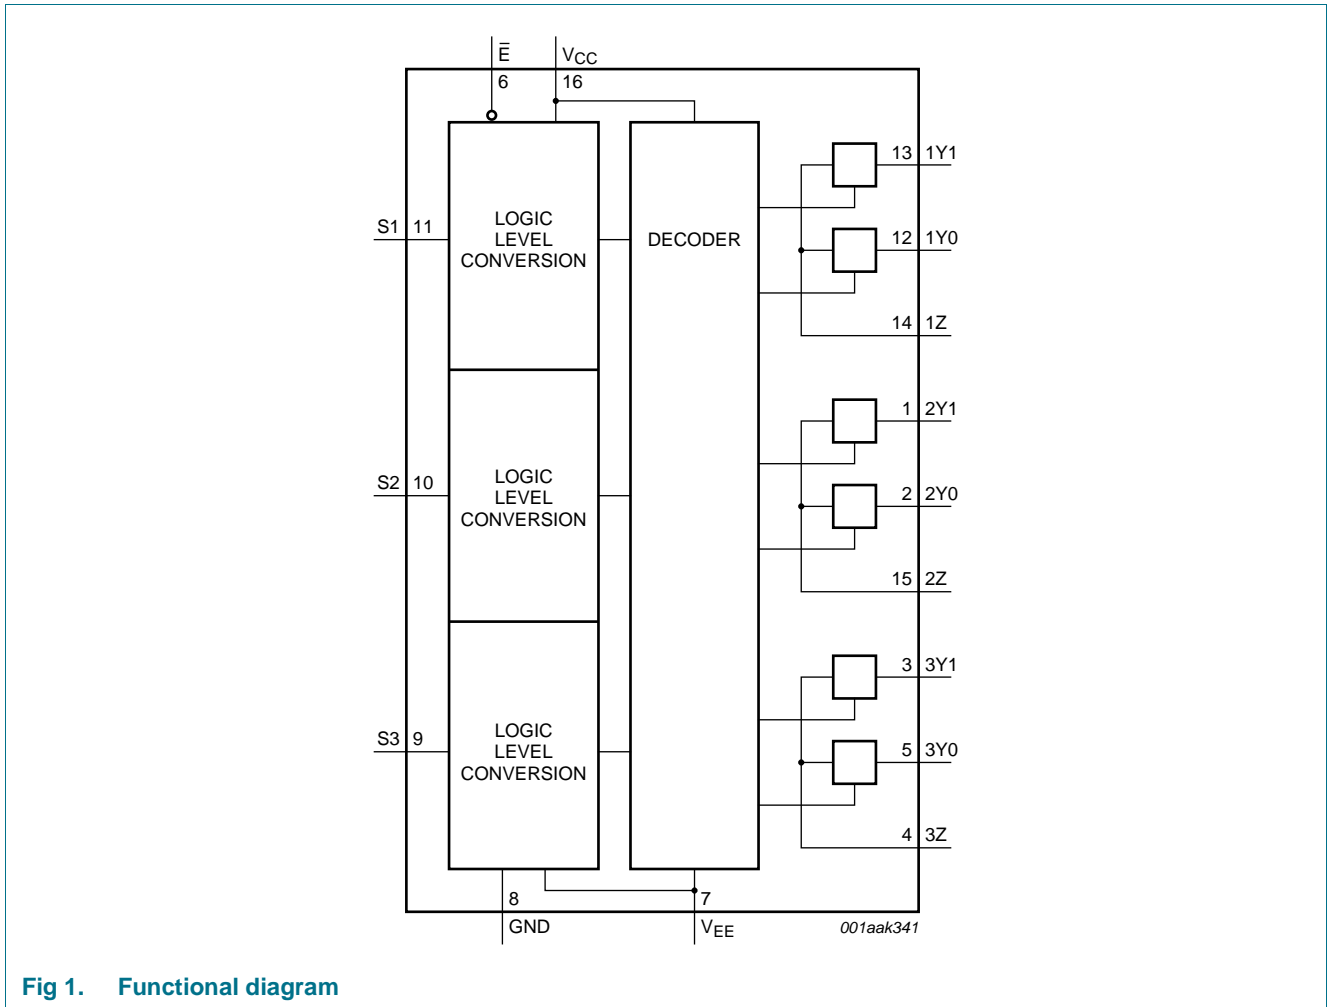 E̅ VCC
6 16
13 1Y1
S1 11
LOGIC
LEVEL
CONVERSION
DECODER
12 1Y0
14 1Z
1 2Y1
S2 10
LOGIC
LEVEL
CONVERSION
2 2Y0
15 2Z
3 3Y1
S3 9
LOGIC
LEVEL
CONVERSION
5 3Y0
4 3Z
8 7
GND VEE 001aak341
Fig 1. Functional diagram